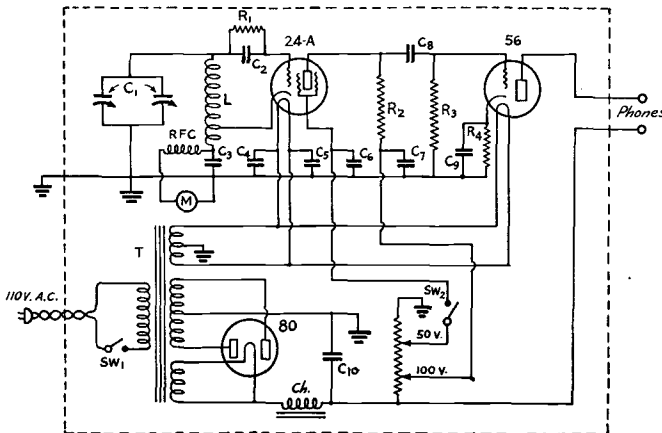 R1
24-A
C8
56
C2
C1
L
R2
R3
R4
Phones
RFC
C3
C4
C5
C6
C7
C9
M
T
110V. A.C.
SW1
80
C10
Ch.
SW2
50 V.
100 V.